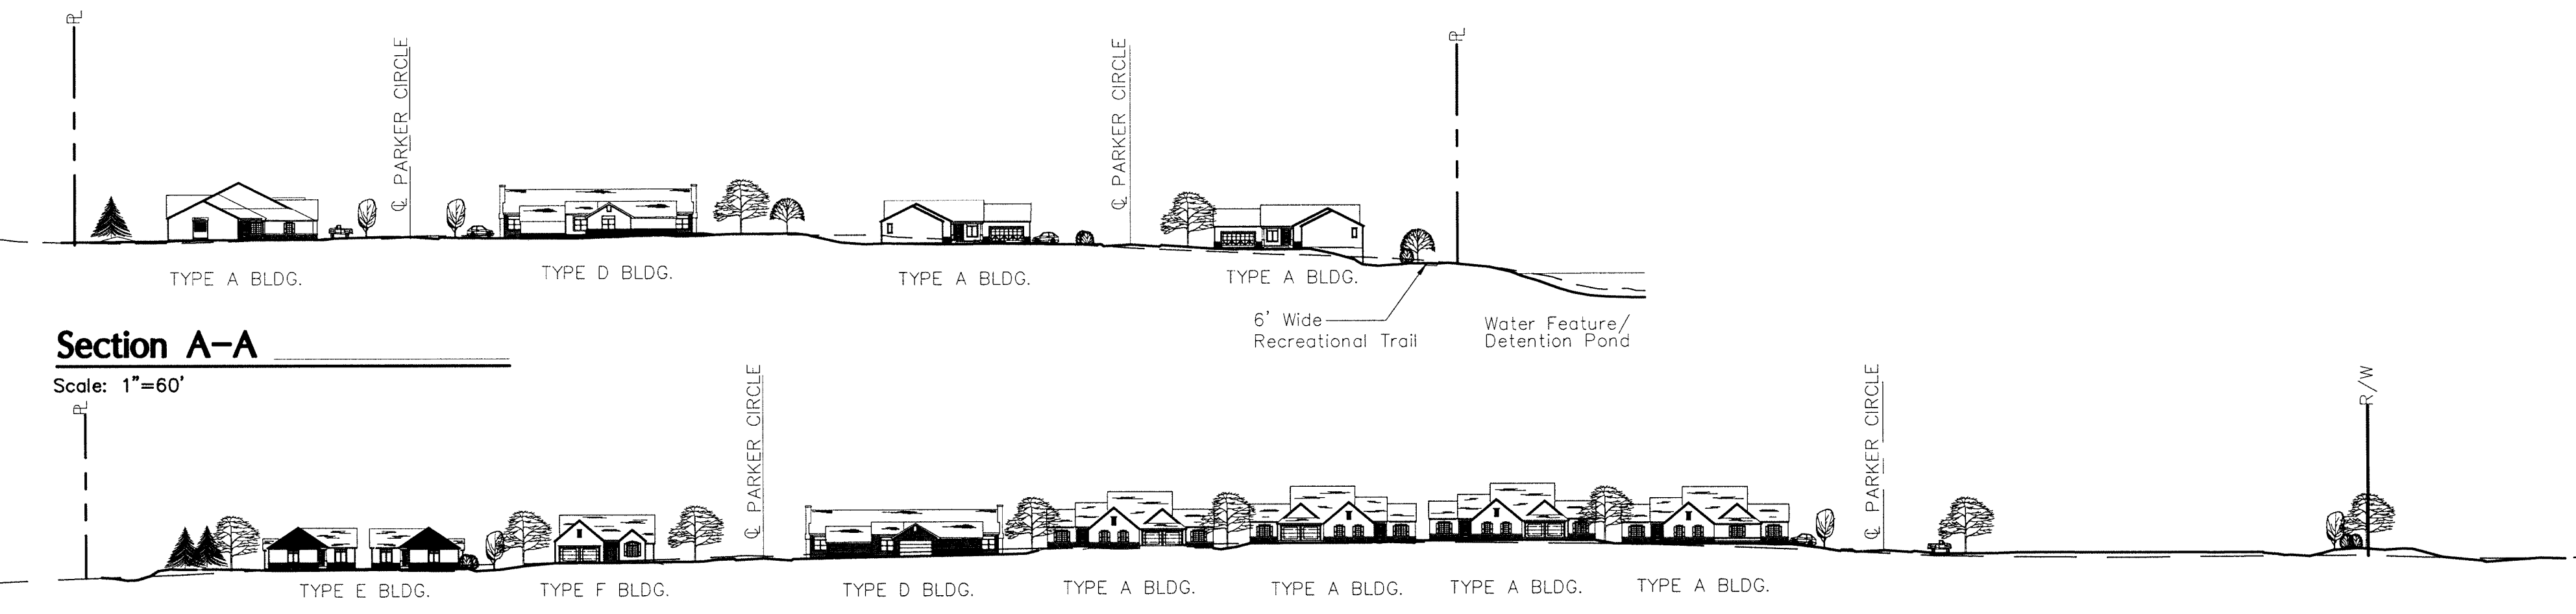 PL
℄ PARKER CIRCLE
℄ PARKER CIRCLE
PL
TYPE A BLDG.
TYPE D BLDG.
TYPE A BLDG.
TYPE A BLDG.
6' Wide
Recreational Trail
Water Feature/
Detention Pond
Section A-A
Scale: 1"=60'
PL
℄ PARKER CIRCLE
℄ PARKER CIRCLE
R/W
TYPE E BLDG.
TYPE F BLDG.
TYPE D BLDG.
TYPE A BLDG.
TYPE A BLDG.
TYPE A BLDG.
TYPE A BLDG.